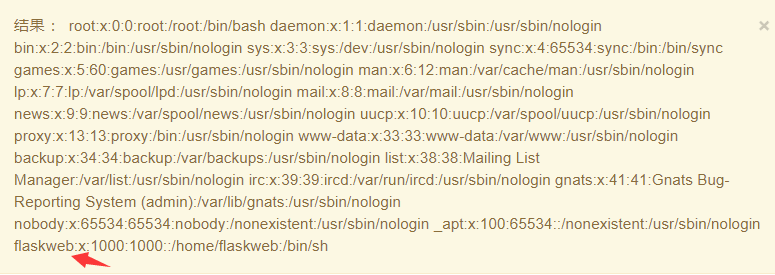 结果 ： root:x:0:0:root:/root:/bin/bash daemon:x:1:1:daemon:/usr/sbin:/usr/sbin/nologin
bin:x:2:2:bin:/bin:/usr/sbin/nologin sys:x:3:3:sys:/dev:/usr/sbin/nologin sync:x:4:65534:sync:/bin:/bin/sync
games:x:5:60:games:/usr/games:/usr/sbin/nologin man:x:6:12:man:/var/cache/man:/usr/sbin/nologin
lp:x:7:7:lp:/var/spool/lpd:/usr/sbin/nologin mail:x:8:8:mail:/var/mail:/usr/sbin/nologin
news:x:9:9:news:/var/spool/news:/usr/sbin/nologin uucp:x:10:10:uucp:/var/spool/uucp:/usr/sbin/nologin
proxy:x:13:13:proxy:/bin:/usr/sbin/nologin www-data:x:33:33:www-data:/var/www:/usr/sbin/nologin
backup:x:34:34:backup:/var/backups:/usr/sbin/nologin list:x:38:38:Mailing List
Manager:/var/list:/usr/sbin/nologin irc:x:39:39:ircd:/var/run/ircd:/usr/sbin/nologin gnats:x:41:41:Gnats Bug-
Reporting System (admin):/var/lib/gnats:/usr/sbin/nologin
nobody:x:65534:65534:nobody:/nonexistent:/usr/sbin/nologin _apt:x:100:65534::/nonexistent:/usr/sbin/nologin
flaskweb:x:1000:1000::/home/flaskweb:/bin/sh